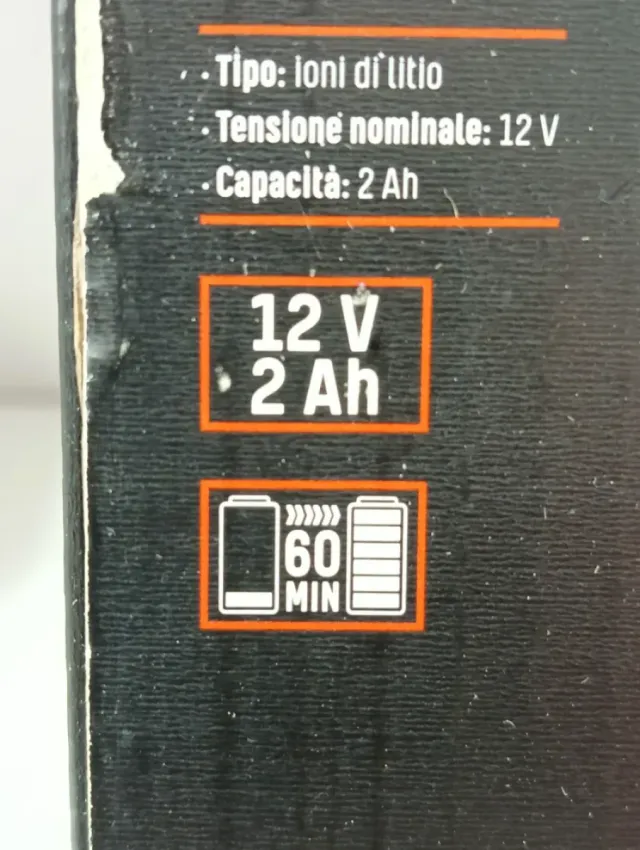 · Tipo: ioni di litio
· Tensione nominale: 12 V
· Capacità: 2 Ah
12 V
2 Ah
60
MIN